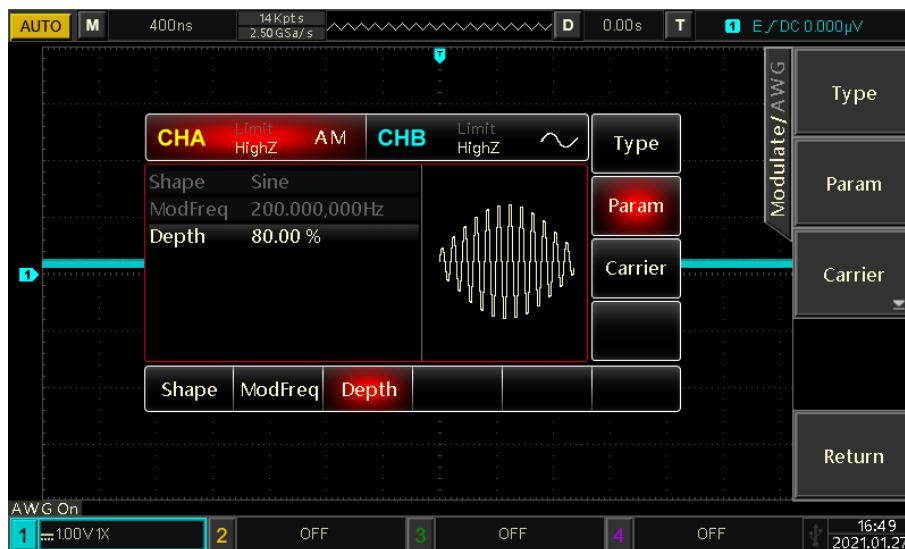 AUTO M 400ns 14Kpts 2.50GSa/s D 0.00s T 1 E DC 0.000μV
T
Modulate/AWG
Type
Param
Carrier
Return
CHA Limit HighZ AM CHB Limit HighZ
Type
Param
Carrier
Shape Sine
ModFreq 200.000,000Hz
Depth 80.00 %
1
Shape ModFreq Depth
AWG On
1 1.00V 1X 2 OFF 3 OFF 4 OFF 16:49
2021.01.27